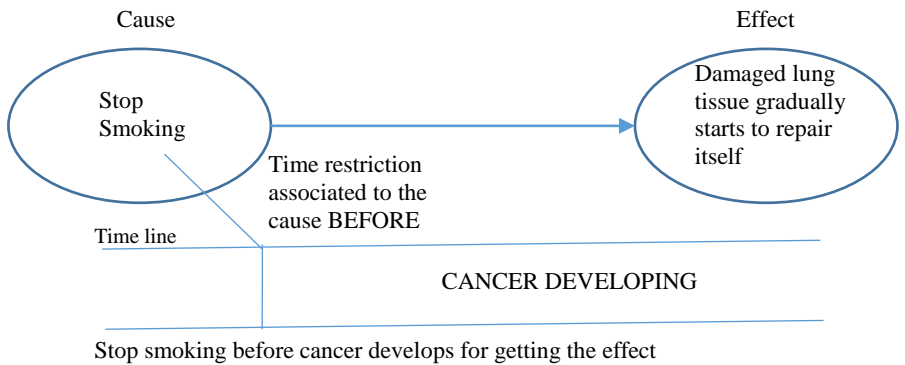 Cause
Effect
Stop
Smoking
Damaged lung
tissue gradually
starts to repair
itself
Time restriction
associated to the
cause BEFORE
Time line
CANCER DEVELOPING
Stop smoking before cancer develops for getting the effect